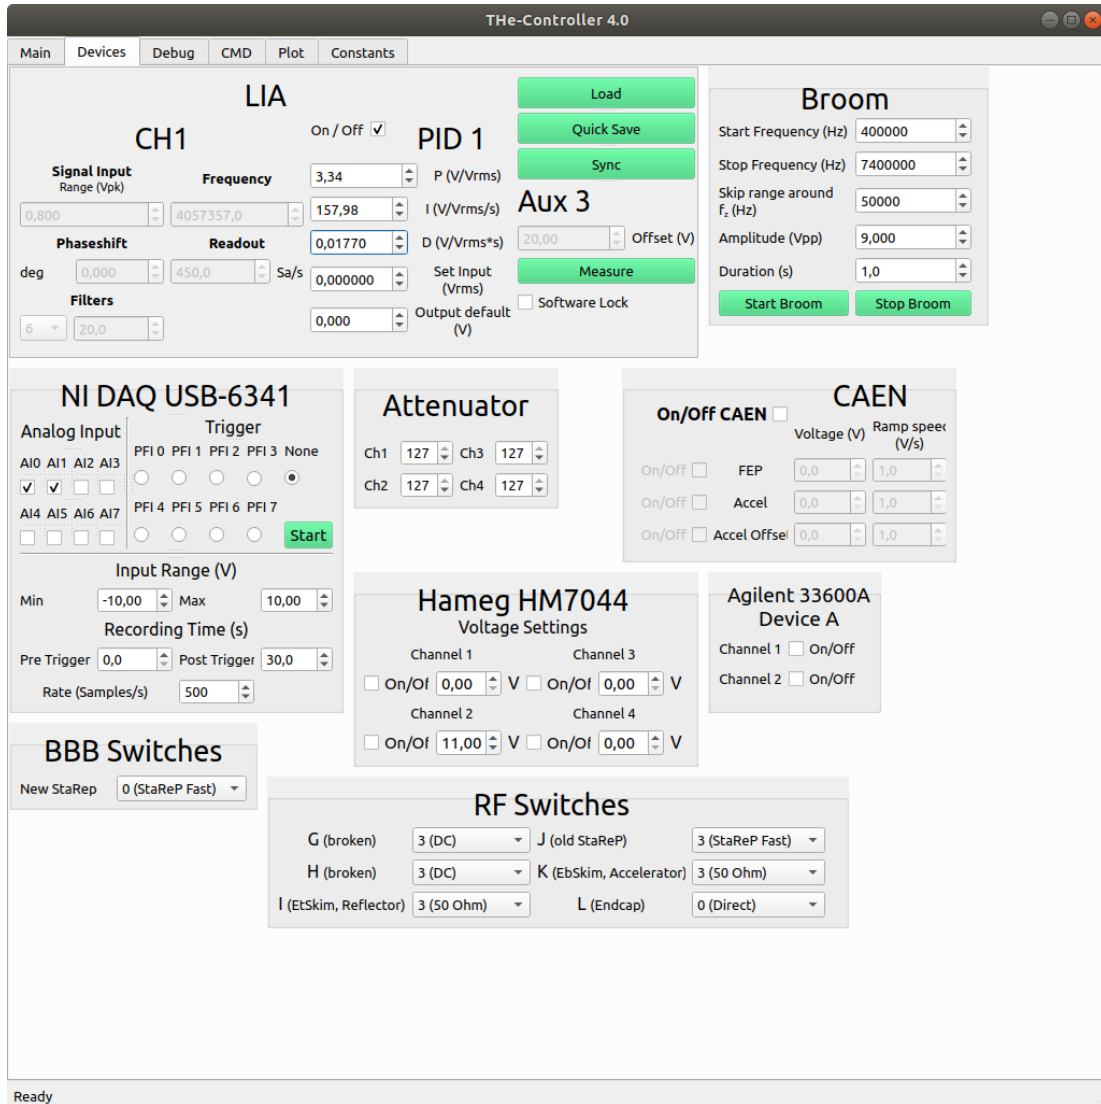 THe-Controller 4.0
Main Devices Debug CMD Plot Constants
LIA
CH1
On / Off
PID 1
Signal Input
Range (Vpk)
Frequency
0,800 4057357,0
Phaseshift Readout
deg 0,000 450,0 Sa/s
Filters
6 20,0
3,34 P (V/Vrms)
157,98 I (V/Vrms/s)
0,01770 D (V/Vrms*s)
0,000000 Set Input
(Vrms)
0,000 Output default
(V)
Load
Quick Save
Sync
Aux 3
20,00 Offset (V)
Measure
Software Lock
Broom
Start Frequency (Hz) 400000
Stop Frequency (Hz) 7400000
Skip range around
fz (Hz) 50000
Amplitude (Vpp) 9,000
Duration (s) 1,0
Start Broom Stop Broom
NI DAQ USB-6341
Analog Input Trigger
AI0 AI1 AI2 AI3 PFI 0 PFI 1 PFI 2 PFI 3 None
AI4 AI5 AI6 AI7 PFI 4 PFI 5 PFI 6 PFI 7
Start
Input Range (V)
Min -10,00 Max 10,00
Recording Time (s)
Pre Trigger 0,0 Post Trigger 30,0
Rate (Samples/s) 500
Attenuator
Ch1 127 Ch3 127
Ch2 127 Ch4 127
CAEN
On/Off CAEN
Voltage (V) Ramp speed
(V/s)
On/Off FEP 0,0 1,0
On/Off Accel 0,0 1,0
On/Off Accel Offset 0,0 1,0
Hameg HM7044
Voltage Settings
Channel 1 Channel 3
On/Of 0,00 V On/Of 0,00 V
Channel 2 Channel 4
On/Of 11,00 V On/Of 0,00 V
Agilent 33600A
Device A
Channel 1 On/Off
Channel 2 On/Off
BBB Switches
New StaRep 0 (StaReP Fast)
RF Switches
G (broken) 3 (DC) J (old StaReP) 3 (StaReP Fast)
H (broken) 3 (DC) K (EbSkim, Accelerator) 3 (50 Ohm)
I (EtSkim, Reflector) 3 (50 Ohm) L (Endcap) 0 (Direct)
Ready